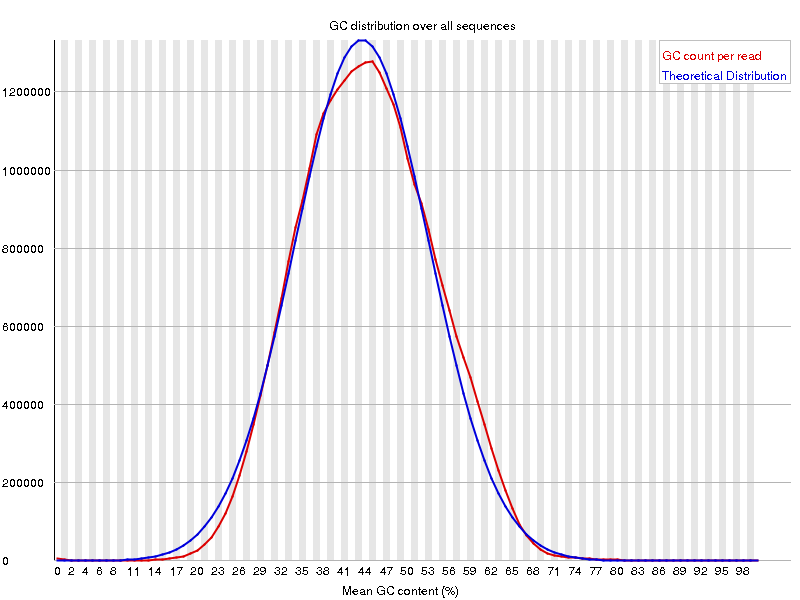 GC distribution over all sequences
GC count per read
Theoretical Distribution
1200000
1000000
800000
600000
400000
200000
0
0 2 4 6 8 11 14 17 20 23 26 29 32 35 38 41 44 47 50 53 56 59 62 65 68 71 74 77 80 83 86 89 92 95 98
Mean GC content (%)